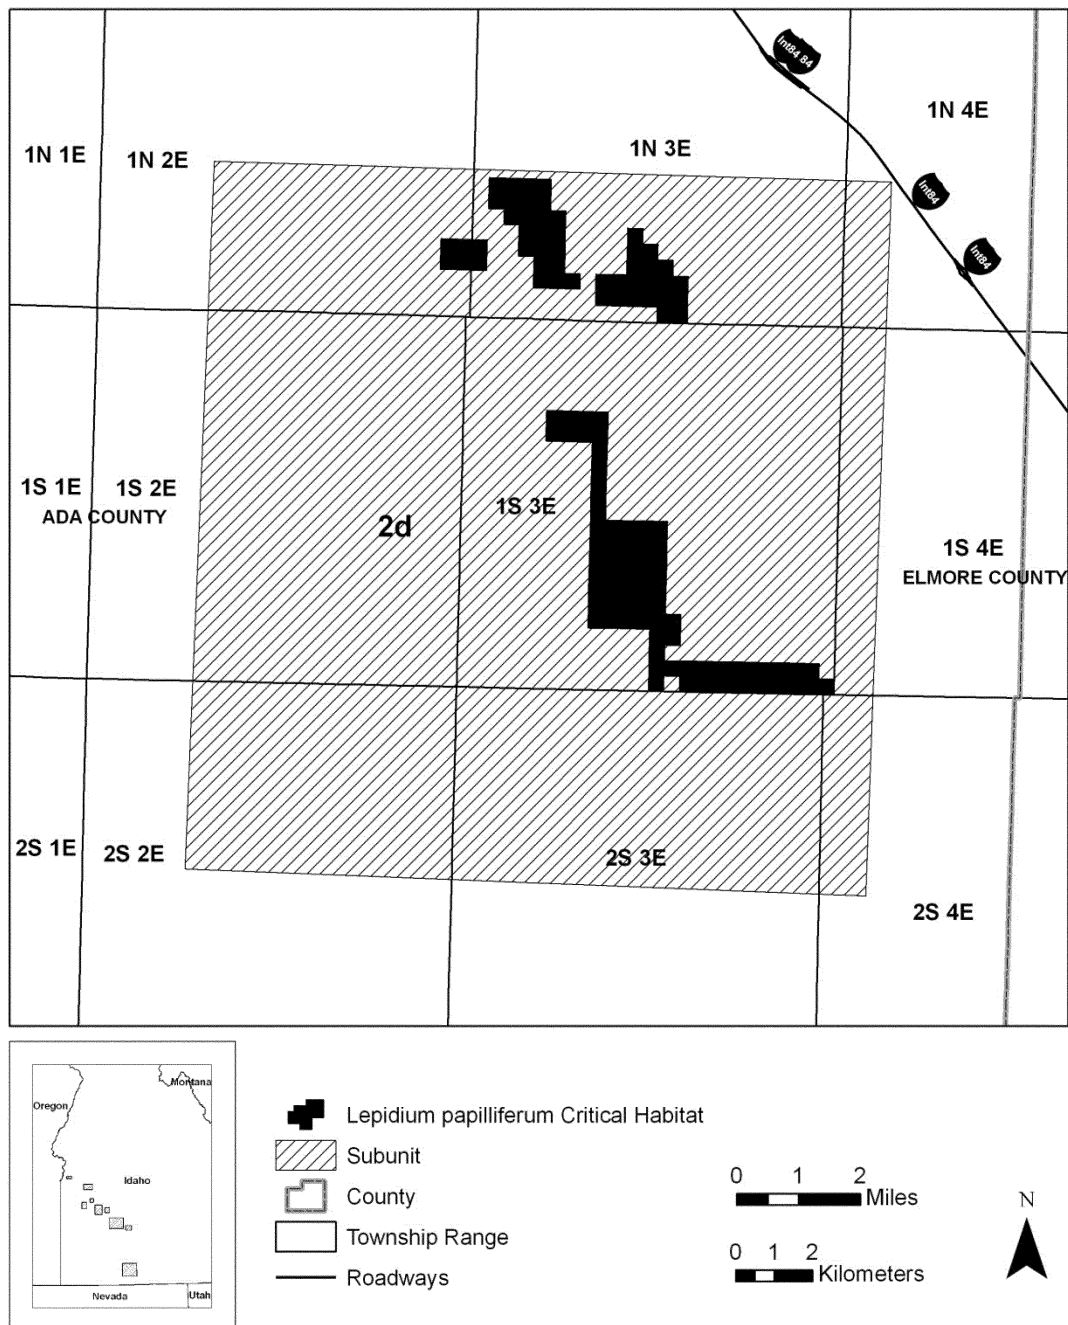 Int84 84
1N 4E
1N 1E
1N 2E
1N 3E
Int84
Int84
1S 1E
1S 2E
ADA COUNTY
1S 3E
2d
1S 4E
ELMORE COUNTY
2S 1E
2S 2E
2S 3E
2S 4E
Montana
Oregon
Idaho
Nevada
Utah
Lepidium papilliferum Critical Habitat
Subunit
County
Township Range
Roadways
0 1 2
Miles
0 1 2
Kilometers
N